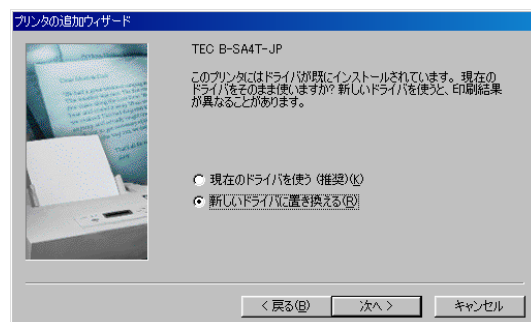 プリンタの追加ウィザード
TEC B-SA4T-JP
このプリンタにはドライバが既にインストールされています。現在の
ドライバをそのまま使いますか? 新しいドライバを使うと、印刷結果
が異なることがあります。
現在のドライバを使う (推奨)(K)
新しいドライバに置き換える(R)
< 戻る(B)
次へ >
キャンセル